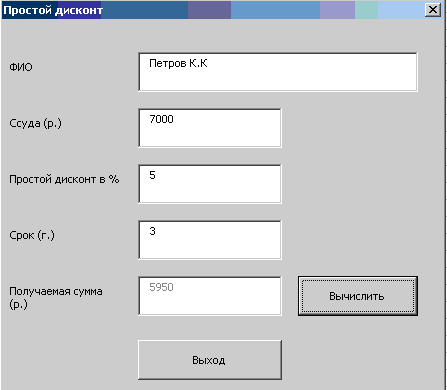 Простой дисконт
ФИО
Петров К.К
Ссуда (р.)
7000
Простой дисконт в %
5
Срок (г.)
3
Получаемая сумма
(р.)
5950
Вычислить
Выход